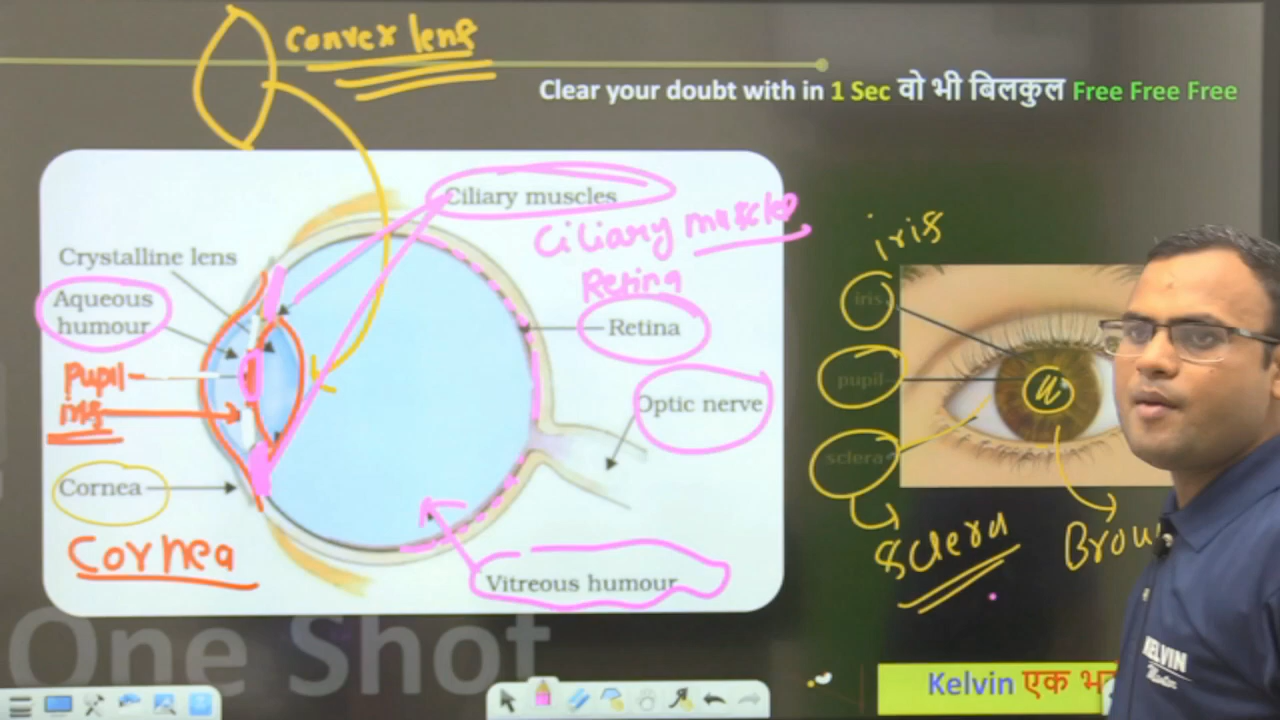 convex lens
Clear your doubt with in 1 Sec वो भी बिलकुल Free Free Free
Ciliary muscles
Ciliary muscles
Crystalline lens
Aqueous
humour
Retina
Retina
Pupil
Optic nerve
Cornea
Cornea
Vitreous humour
iris
iris
pupil
sclera
Sclera
Brow
One Shot
KELVIN
Kelvin एक